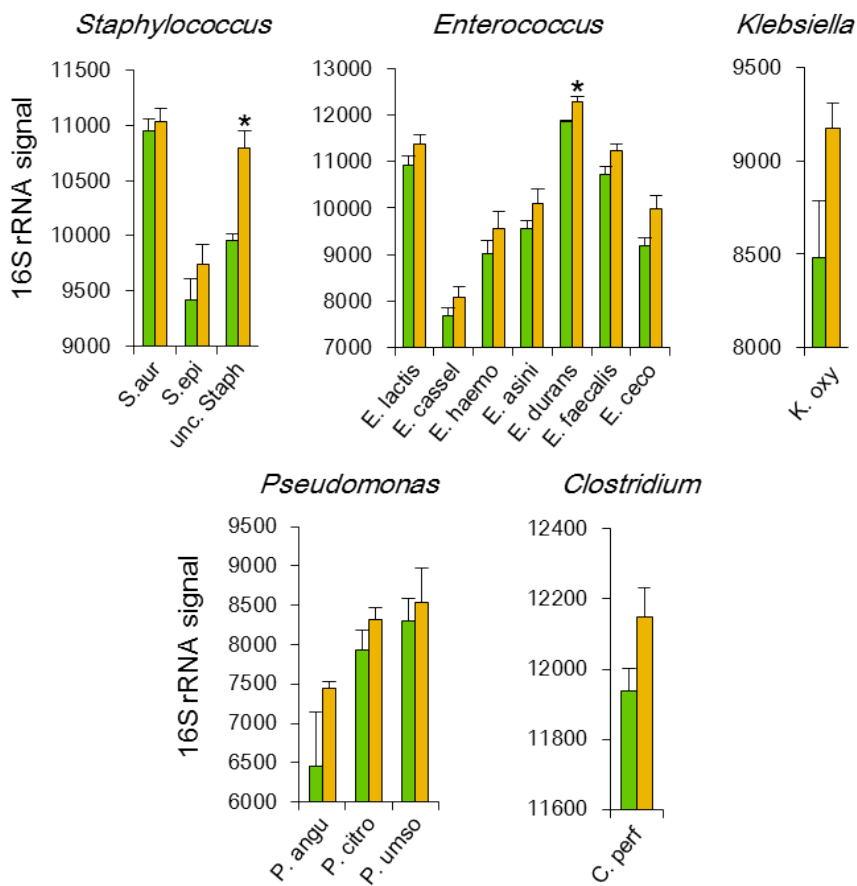 Staphylococcus
Enterococcus
Klebsiella
16S rRNA signal
11500
11000
10500
10000
9500
9000
*
S.aur
S.epi
unc. Staph
13000
12000
11000
10000
9000
8000
7000
*
E. lactis
E. cassel
E. haemo
E. asini
E. durans
E. faecalis
E. ceco
9500
9000
8500
8000
K. oxy
Pseudomonas
Clostridium
16S rRNA signal
9500
9000
8500
8000
7500
7000
6500
6000
P. angu
P. citro
P. umso
12400
12200
12000
11800
11600
C. perf